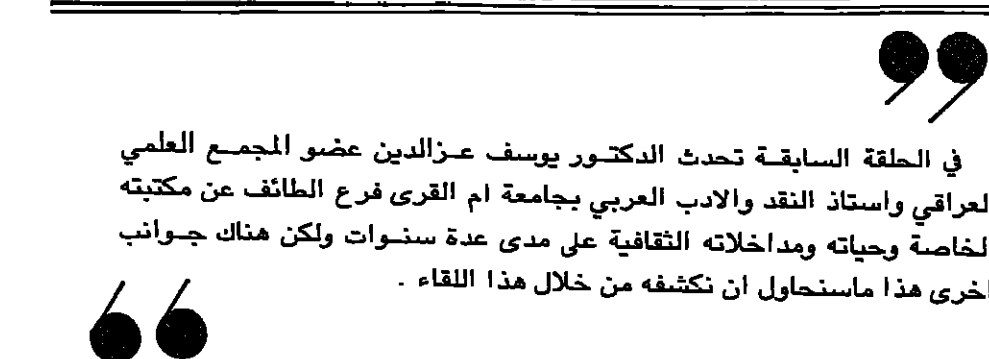 في الحلقة السابقة تحدث الدكتور يوسف عزالدين عضو المجمع العلمي
لعراقي واستاذ النقد والادب العربي بجامعة ام القرى فرع الطائف عن مكتبته
لخاصة وحياته ومداخلاته الثقافية على مدى عدة سنوات ولكن هناك جوانب
اخرى هذا ماسنحاول ان نكشفه من خلال هذا اللقاء .